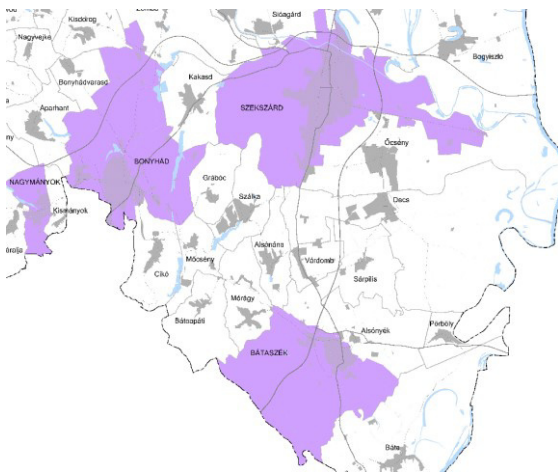 Kisdorog
Sióagárd
Nagyvejke
Bogyiszló
Bonyhádvarasd
Kakasd
Aparhant
SZEKSZÁRD
Őcsény
BONYHÁD
Grábóc
NAGYMÁNYOK
Szálka
Decs
Kismányok
Mőcsény
Alsónána
Várdomb
Cikó
Sárpilis
Mórágy
Bátaapáti
Alsónyék
Pörböly
BÁTASZÉK
Báta